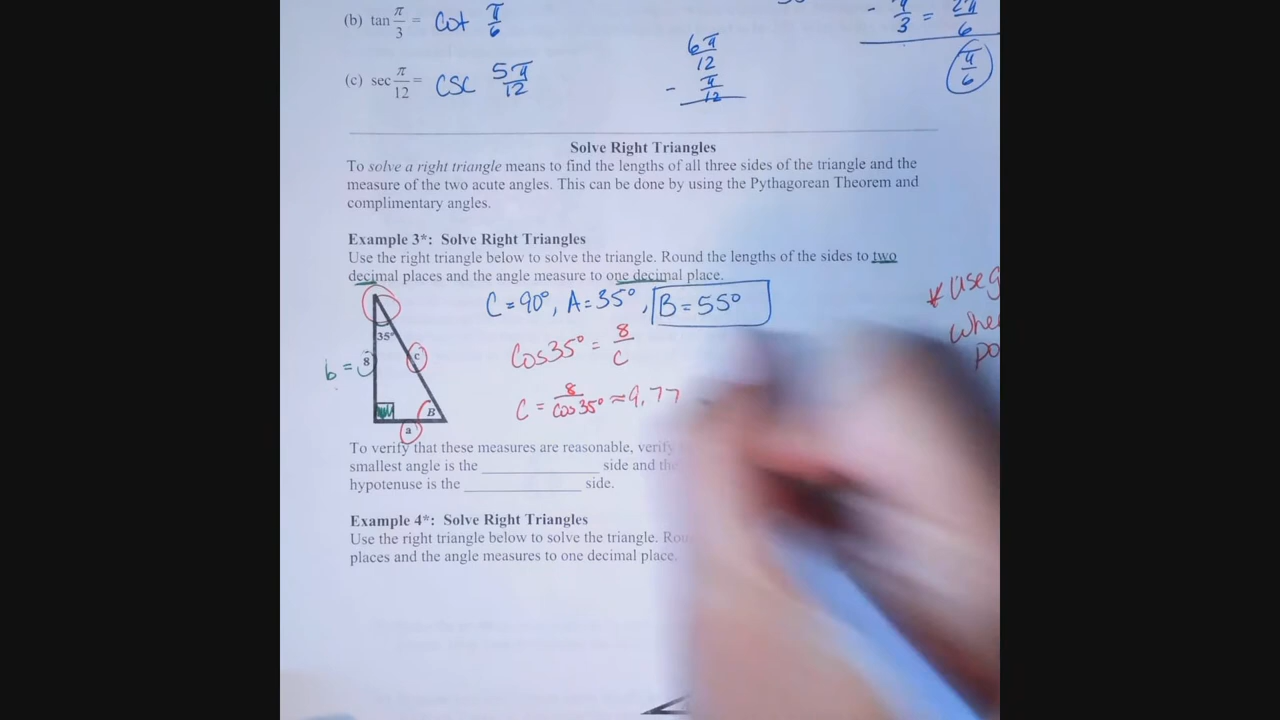 (b) tan π/3 = cot π/6
6π/12
- π/12
- π/3 = 2π/6
π/6
(c) sec π/12 = csc 5π/12
Solve Right Triangles
To solve a right triangle means to find the lengths of all three sides of the triangle and the
measure of the two acute angles. This can be done by using the Pythagorean Theorem and
complimentary angles.
Example 3*: Solve Right Triangles
Use the right triangle below to solve the triangle. Round the lengths of the sides to two
decimal places and the angle measure to one decimal place.
C = 90°, A = 35°, B = 55°
35°
b = 8
c
B
a
cos 35° = 8/c
c = 8/cos 35° ≈ 9.77
* Use
To verify that these measures are reasonable, verify
smallest angle is the ____________ side and the
hypotenuse is the ____________ side.
Example 4*: Solve Right Triangles
Use the right triangle below to solve the triangle.
places and the angle measures to one decimal place.